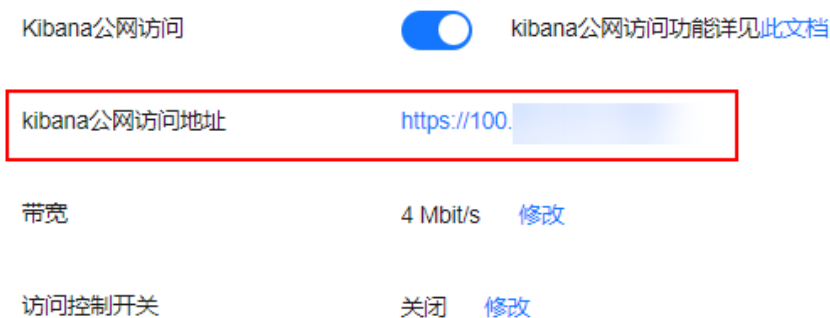 Kibana公网访问 kibana公网访问功能详见此文档
kibana公网访问地址 https://100.
带宽 4 Mbit/s 修改
访问控制开关 关闭 修改